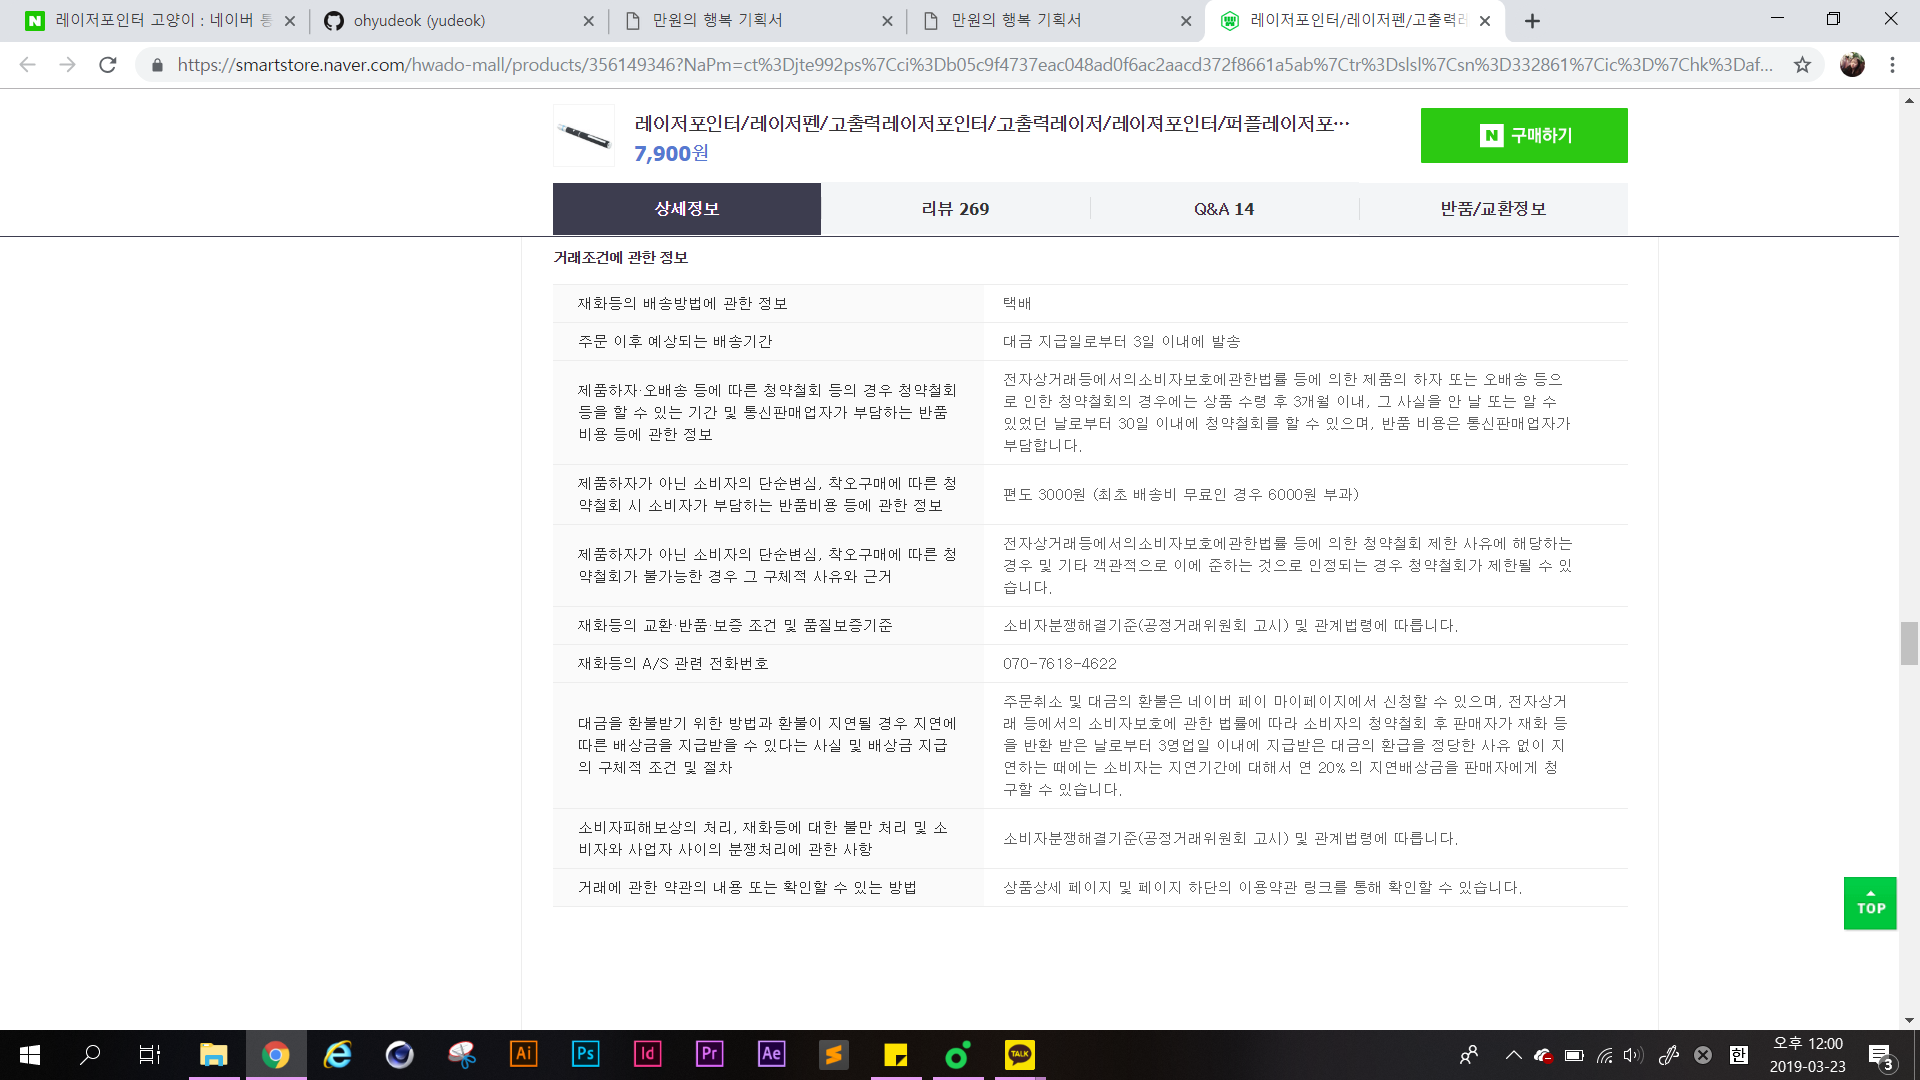 레이저포인터 고양이 : 네이버 통
ohyudeok (yudeok)
만원의 행복 기획서
만원의 행복 기획서
레이저포인터/레이저펜/고출력레
https://smartstore.naver.com/hwado-mall/products/356149346?NaPm=ct%3Djte992ps%7Cci%3Db05c9f4737eac048ad0f6ac2aacd372f8661a5ab%7Ctr%3Dslsl%7Csn%3D332861%7Cic%3D%7Chk%3Daf...
레이저포인터/레이저펜/고출력레이저포인터/고출력레이저/레이져포인터/퍼플레이저포…
7,900원
N 구매하기
상세정보
리뷰 269
Q&A 14
반품/교환정보
거래조건에 관한 정보
재화등의 배송방법에 관한 정보
택배
주문 이후 예상되는 배송기간
대금 지급일로부터 3일 이내에 발송
제품하자·오배송 등에 따른 청약철회 등의 경우 청약철회
등을 할 수 있는 기간 및 통신판매업자가 부담하는 반품
비용 등에 관한 정보
전자상거래등에서의소비자보호에관한법률 등에 의한 제품의 하자 또는 오배송 등으
로 인한 청약철회의 경우에는 상품 수령 후 3개월 이내, 그 사실을 안 날 또는 알 수
있었던 날로부터 30일 이내에 청약철회를 할 수 있으며, 반품 비용은 통신판매업자가
부담합니다.
제품하자가 아닌 소비자의 단순변심, 착오구매에 따른 청
약철회 시 소비자가 부담하는 반품비용 등에 관한 정보
편도 3000원 (최초 배송비 무료인 경우 6000원 부과)
제품하자가 아닌 소비자의 단순변심, 착오구매에 따른 청
약철회가 불가능한 경우 그 구체적 사유와 근거
전자상거래등에서의소비자보호에관한법률 등에 의한 청약철회 제한 사유에 해당하는
경우 및 기타 객관적으로 이에 준하는 것으로 인정되는 경우 청약철회가 제한될 수 있
습니다.
재화등의 교환·반품·보증 조건 및 품질보증기준
소비자분쟁해결기준(공정거래위원회 고시) 및 관계법령에 따릅니다.
재화등의 A/S 관련 전화번호
070-7618-4622
대금을 환불받기 위한 방법과 환불이 지연될 경우 지연에
따른 배상금을 지급받을 수 있다는 사실 및 배상금 지급
의 구체적 조건 및 절차
주문취소 및 대금의 환불은 네이버 페이 마이페이지에서 신청할 수 있으며, 전자상거
래 등에서의 소비자보호에 관한 법률에 따라 소비자의 청약철회 후 판매자가 재화 등
을 반환 받은 날로부터 3영업일 이내에 지급받은 대금의 환급을 정당한 사유 없이 지
연하는 때에는 소비자는 지연기간에 대해서 연 20%의 지연배상금을 판매자에게 청
구할 수 있습니다.
소비자피해보상의 처리, 재화등에 대한 불만 처리 및 소
비자와 사업자 사이의 분쟁처리에 관한 사항
소비자분쟁해결기준(공정거래위원회 고시) 및 관계법령에 따릅니다.
거래에 관한 약관의 내용 또는 확인할 수 있는 방법
상품상세 페이지 및 페이지 하단의 이용약관 링크를 통해 확인할 수 있습니다.
TOP
Ai
Ps
Id
Pr
Ae
TALK
한
오후 12:00
2019-03-23
3